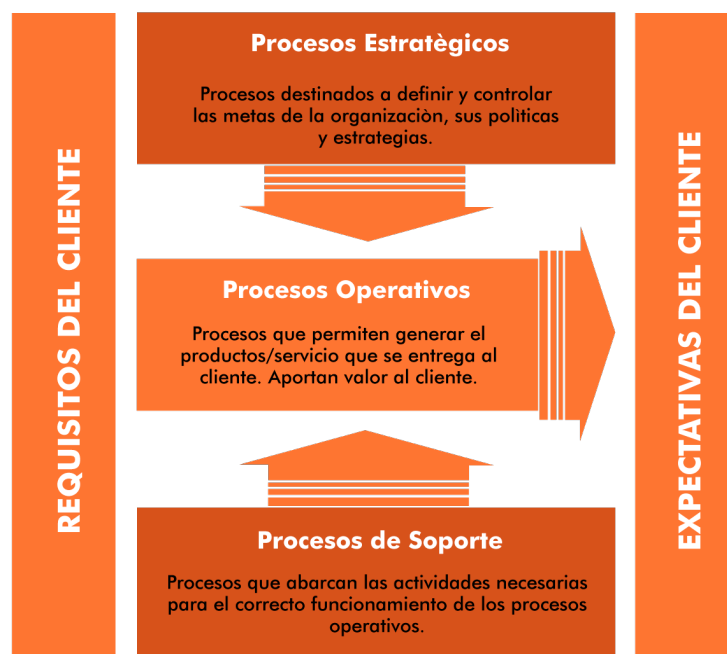 REQUISITOS DEL CLIENTE
Procesos Estratègicos
Procesos destinados a definir y controlar
las metas de la organizaciòn, sus polìticas
y estrategias.
Procesos Operativos
Procesos que permiten generar el
productos/servicio que se entrega al
cliente. Aportan valor al cliente.
Procesos de Soporte
Procesos que abarcan las actividades necesarias
para el correcto funcionamiento de los procesos
operativos.
EXPECTATIVAS DEL CLIENTE